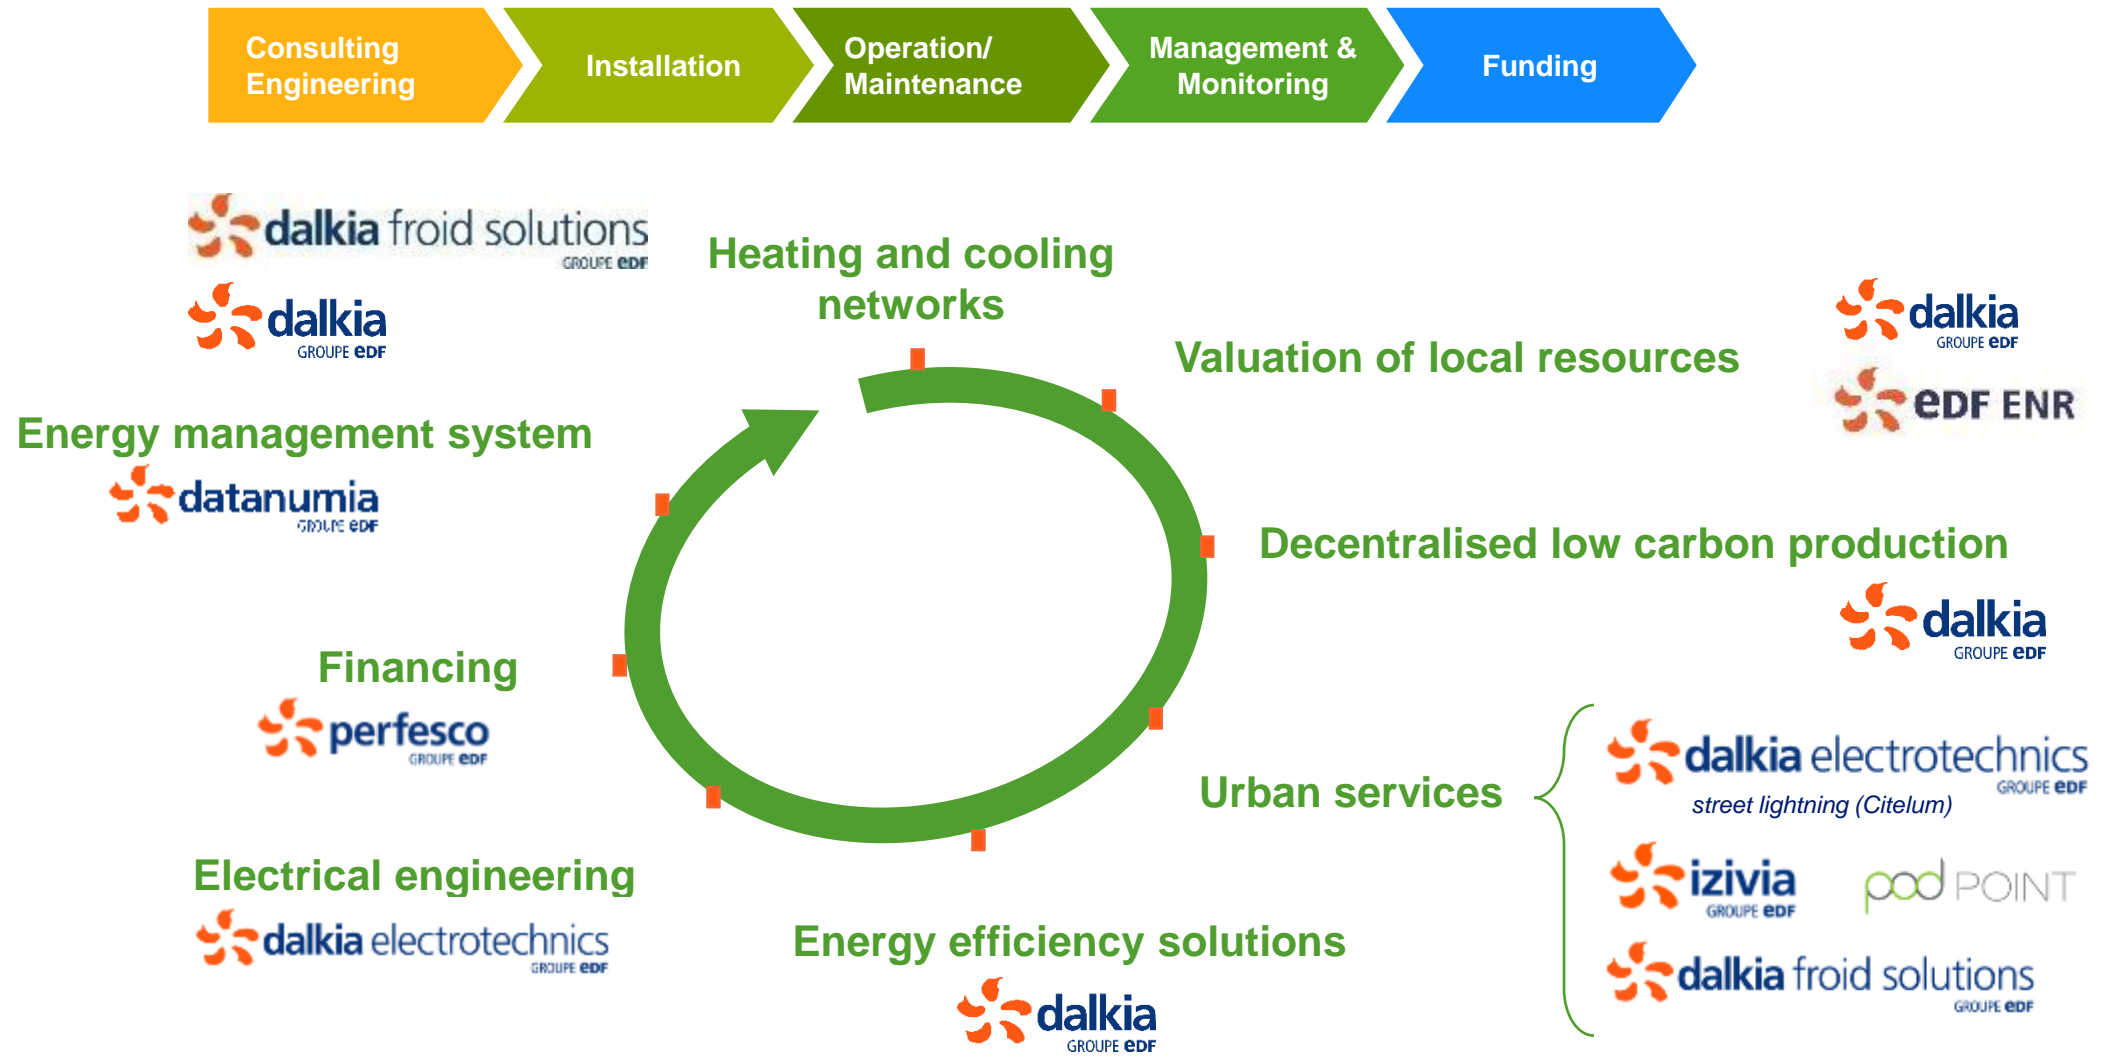 Consulting
Engineering
Installation
Operation/
Maintenance
Management &
Monitoring
Funding
dalkia froid solutions
GROUPE eDF
dalkia
GROUPE eDF
Heating and cooling
networks
Valuation of local resources
dalkia
GROUPE eDF
eDF ENR
Energy management system
datanumia
GROUPE eDF
Decentralised low carbon production
dalkia
GROUPE eDF
Financing
perfesco
GROUPE eDF
Urban services
dalkia electrotechnics
GROUPE eDF
street lightning (Citelum)
izivia
GROUPE eDF
pod POINT
dalkia froid solutions
GROUPE eDF
Electrical engineering
dalkia electrotechnics
GROUPE eDF
Energy efficiency solutions
dalkia
GROUPE eDF